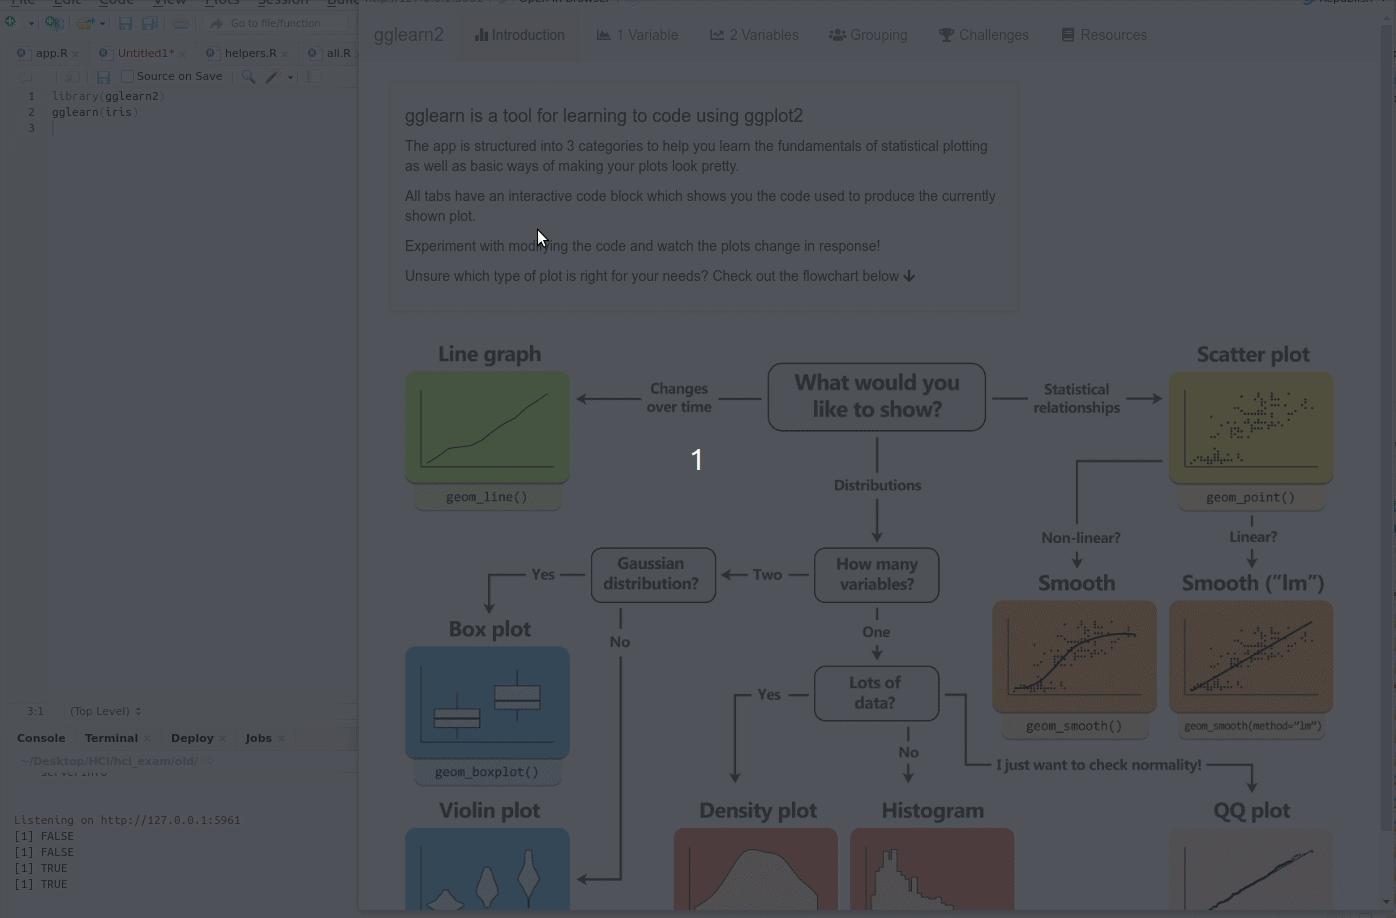 File Edit Code View Plots Session Build
Go to file/function
app.R
Untitled1*
helpers.R
all.R
Source on Save
1 library(gglearn2)
2 gglearn(iris)
3
3:1 (Top Level)
Console Terminal Deploy Jobs
~/Desktop/HCI/hci_exam/old/
Listening on http://127.0.0.1:5961
[1] FALSE
[1] FALSE
[1] TRUE
[1] TRUE
gglearn2
Introduction
1 Variable
2 Variables
Grouping
Challenges
Resources
gglearn is a tool for learning to code using ggplot2
The app is structured into 3 categories to help you learn the fundamentals of statistical plotting
as well as basic ways of making your plots look pretty.
All tabs have an interactive code block which shows you the code used to produce the currently
shown plot.
Experiment with modifying the code and watch the plots change in response!
Unsure which type of plot is right for your needs? Check out the flowchart below
Line graph
geom_line()
Changes
over time
What would you
like to show?
Statistical
relationships
Scatter plot
geom_point()
1
Distributions
Non-linear?
Linear?
Yes
Gaussian
distribution?
Two
How many
variables?
Smooth
geom_smooth()
Smooth ("lm")
geom_smooth(method="lm")
Box plot
geom_boxplot()
No
One
Yes
Lots of
data?
No
I just want to check normality!
Violin plot
Density plot
Histogram
QQ plot